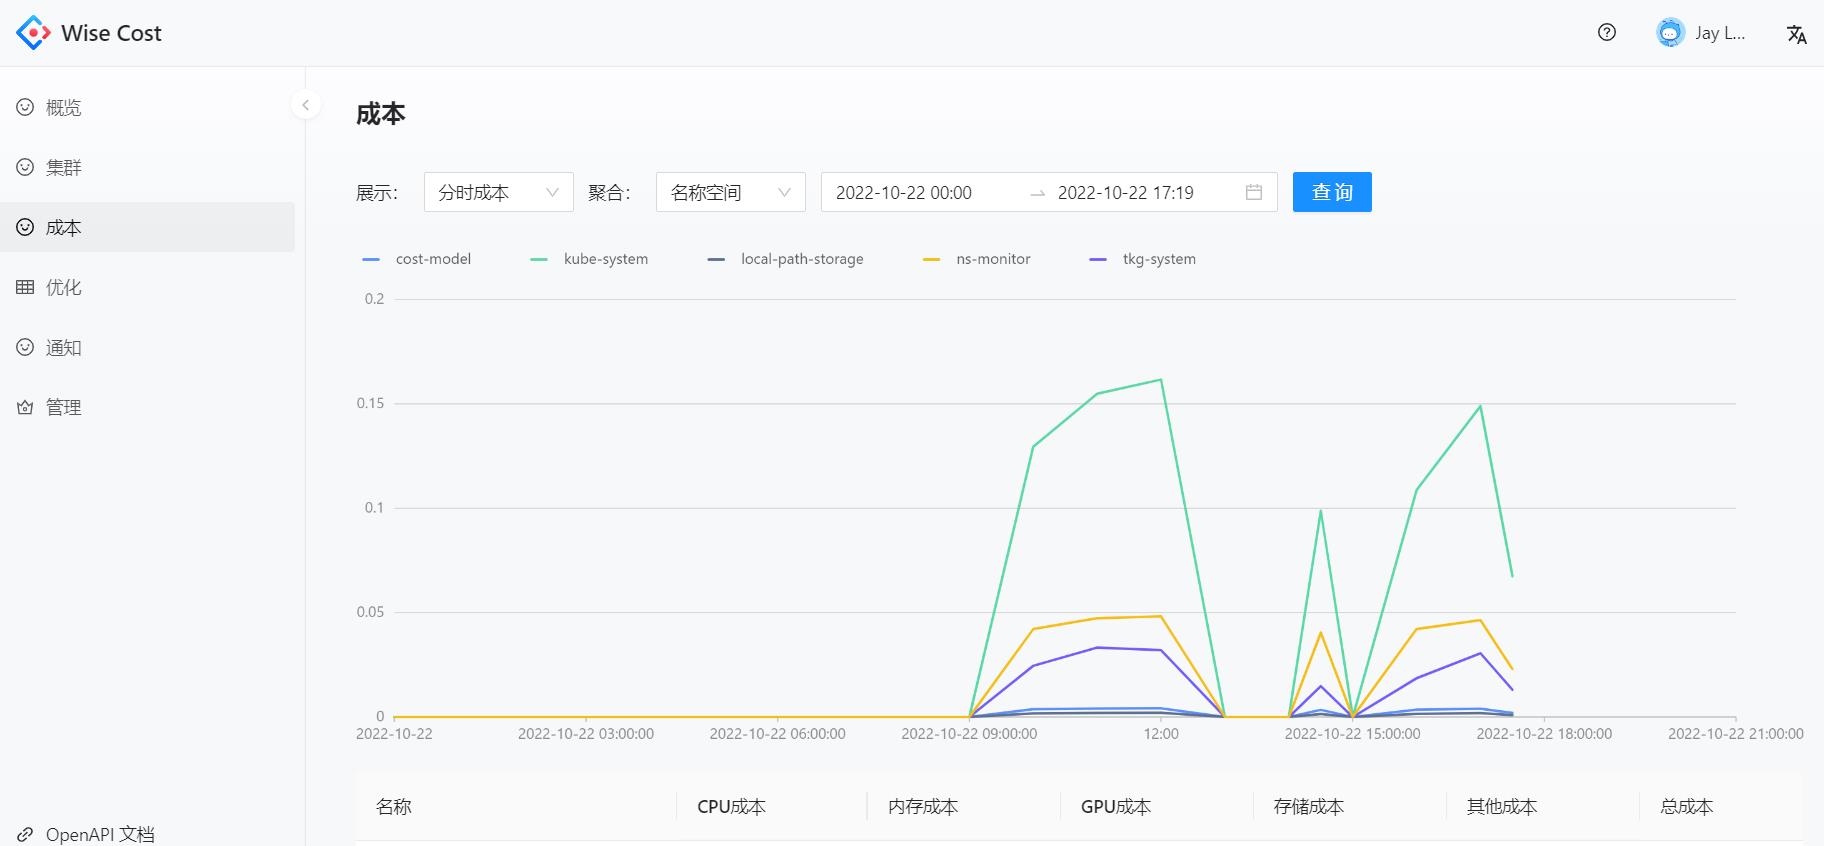 Wise Cost
Jay L...
概览
集群
成本
优化
通知
管理
OpenAPI 文档
成本
展示： 分时成本 聚合： 名称空间 2022-10-22 00:00 2022-10-22 17:19 查 询
cost-model kube-system local-path-storage ns-monitor tkg-system
0.2
0.15
0.1
0.05
0
2022-10-22 2022-10-22 03:00:00 2022-10-22 06:00:00 2022-10-22 09:00:00 12:00 2022-10-22 15:00:00 2022-10-22 18:00:00 2022-10-22 21:00:00
名称 CPU成本 内存成本 GPU成本 存储成本 其他成本 总成本